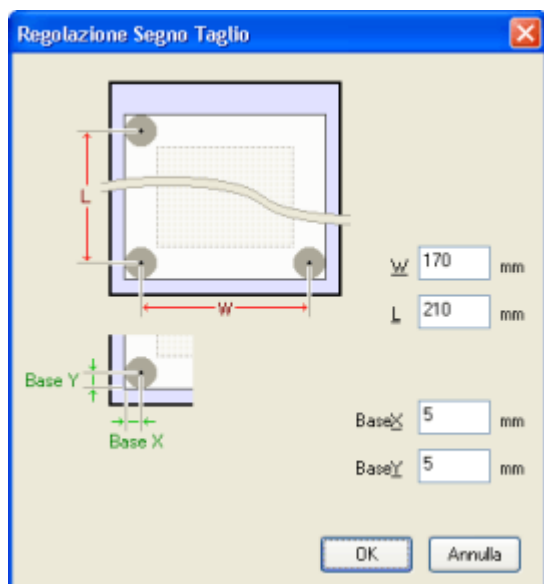 Regolazione Segno Taglio
L
W
W 170 mm
L 210 mm
Base Y
Base X
BaseX 5 mm
BaseY 5 mm
OK Annulla